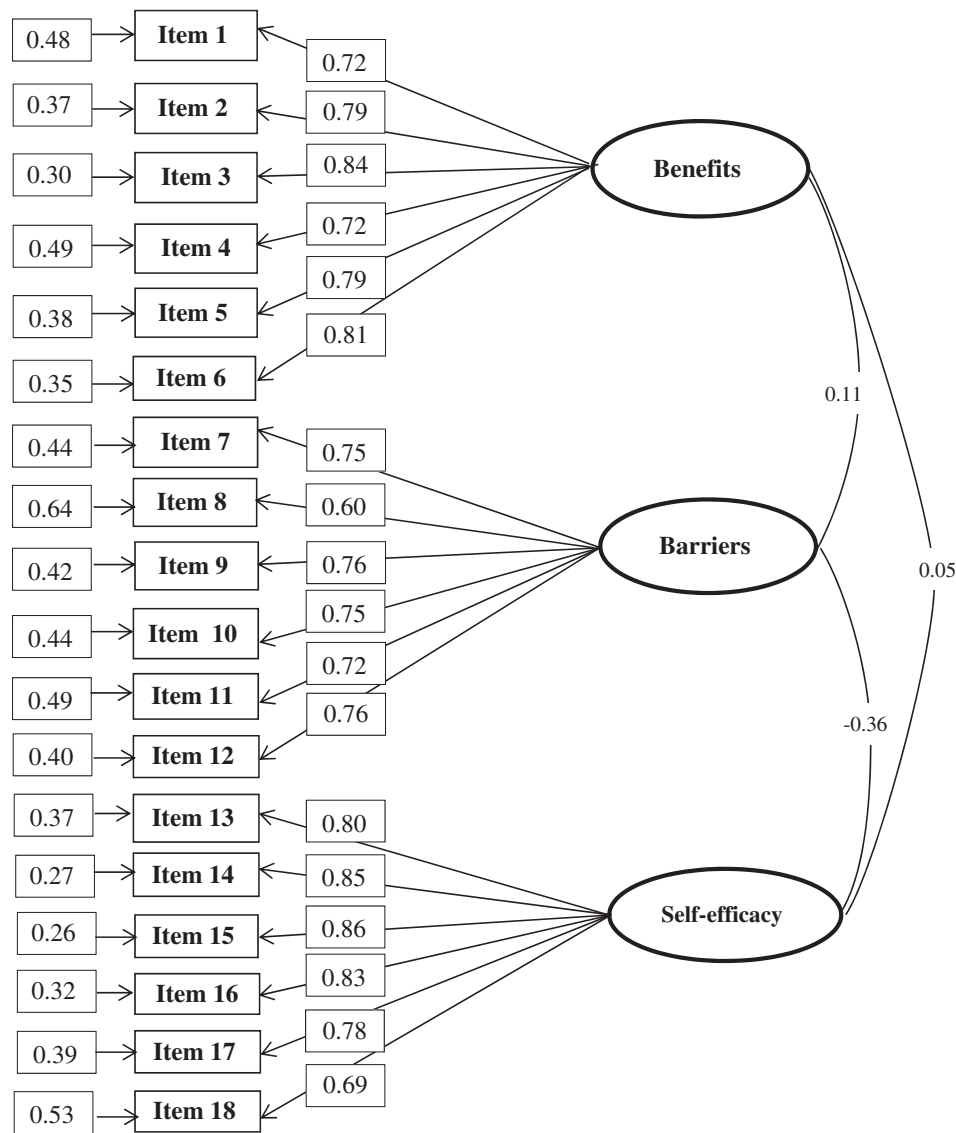 0.48 Item 1
0.72
0.37 Item 2 0.79
0.30 Item 3 0.84 Benefits
0.49 Item 4 0.72
0.38 Item 5 0.79
0.81
0.35 Item 6
0.11
0.44 Item 7 0.75
0.64 Item 8 0.60
0.42 Item 9 0.76 Barriers
0.05
0.44 Item 10 0.75
0.49 Item 11 0.72
0.76
-0.36
0.40 Item 12
0.37 Item 13 0.80
0.27 Item 14 0.85
0.26 Item 15 0.86 Self-efficacy
0.32 Item 16 0.83
0.39 Item 17 0.78
0.69
0.53 Item 18